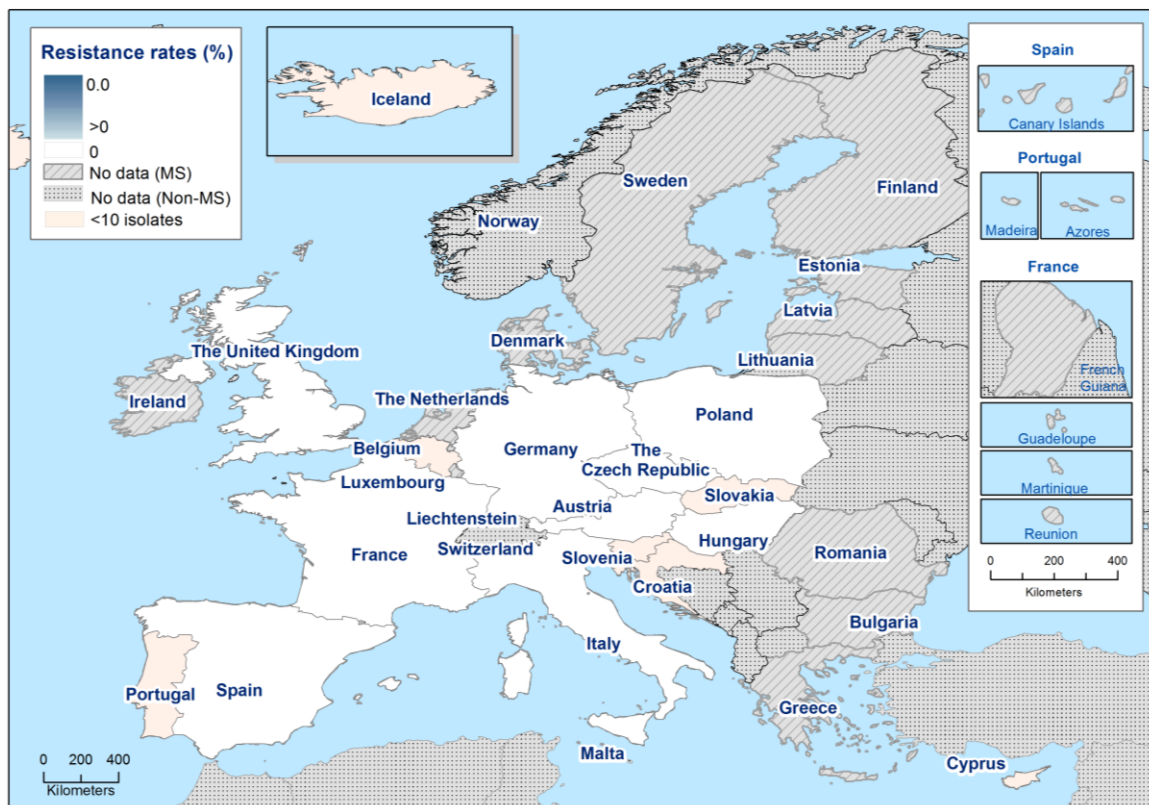 Resistance rates (%)
0.0
>0
0
No data (MS)
No data (Non-MS)
<10 isolates
Iceland
Spain
Canary Islands
Portugal
Madeira
Azores
France
French
Guiana
Guadeloupe
Martinique
Reunion
0 200 400
Kilometers
Sweden
Finland
Norway
Estonia
Latvia
Denmark
Lithuania
The United Kingdom
Ireland
The Netherlands
Poland
Belgium
Germany
The
Czech Republic
Luxembourg
Slovakia
Austria
Liechtenstein
Switzerland
Hungary
France
Slovenia
Romania
Croatia
Bulgaria
Italy
Portugal
Spain
Greece
Malta
Cyprus
0 200 400
Kilometers